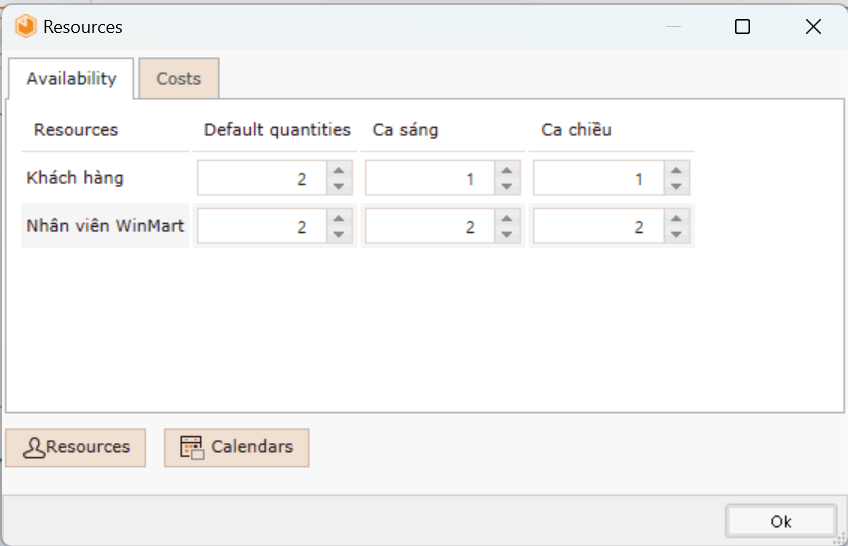 Resources
Availability Costs
Resources Default quantities Ca sáng Ca chiều
Khách hàng 2 1 1
Nhân viên WinMart 2 2 2
Resources Calendars
Ok